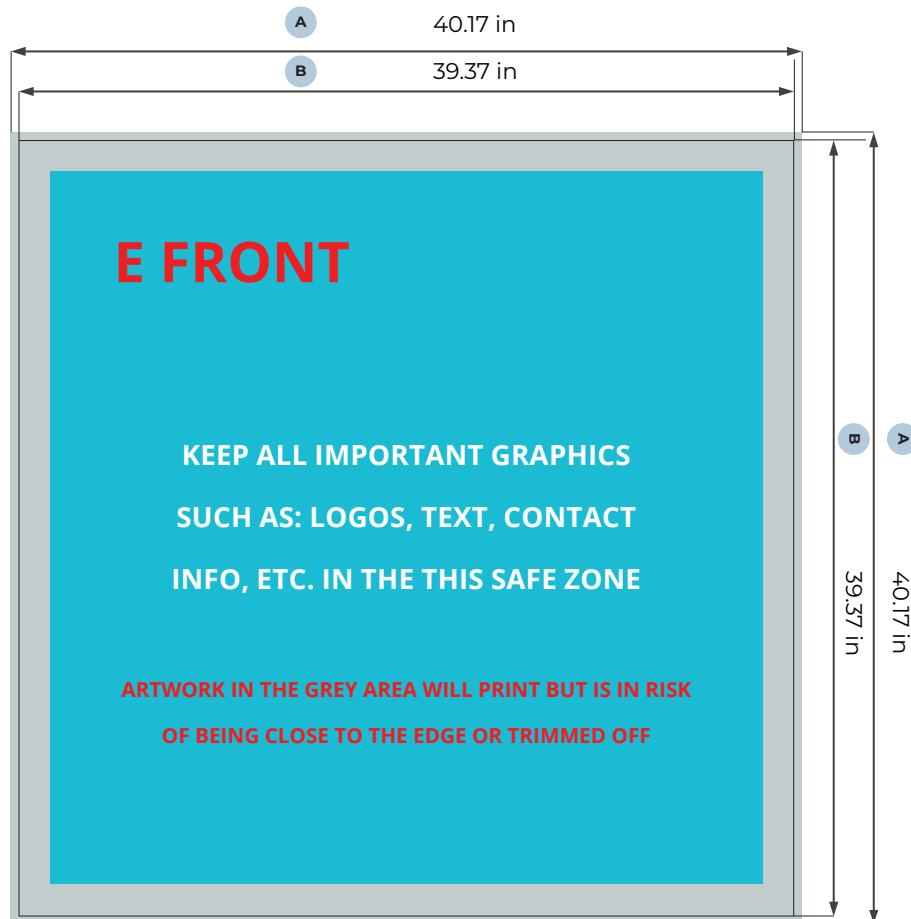 A 40.17 in
B 39.37 in
E FRONT
KEEP ALL IMPORTANT GRAPHICS
SUCH AS: LOGOS, TEXT, CONTACT
INFO, ETC. IN THE THIS SAFE ZONE
ARTWORK IN THE GREY AREA WILL PRINT BUT IS IN RISK
OF BEING CLOSE TO THE EDGE OR TRIMMED OFF
B 39.37 in
A 40.17 in